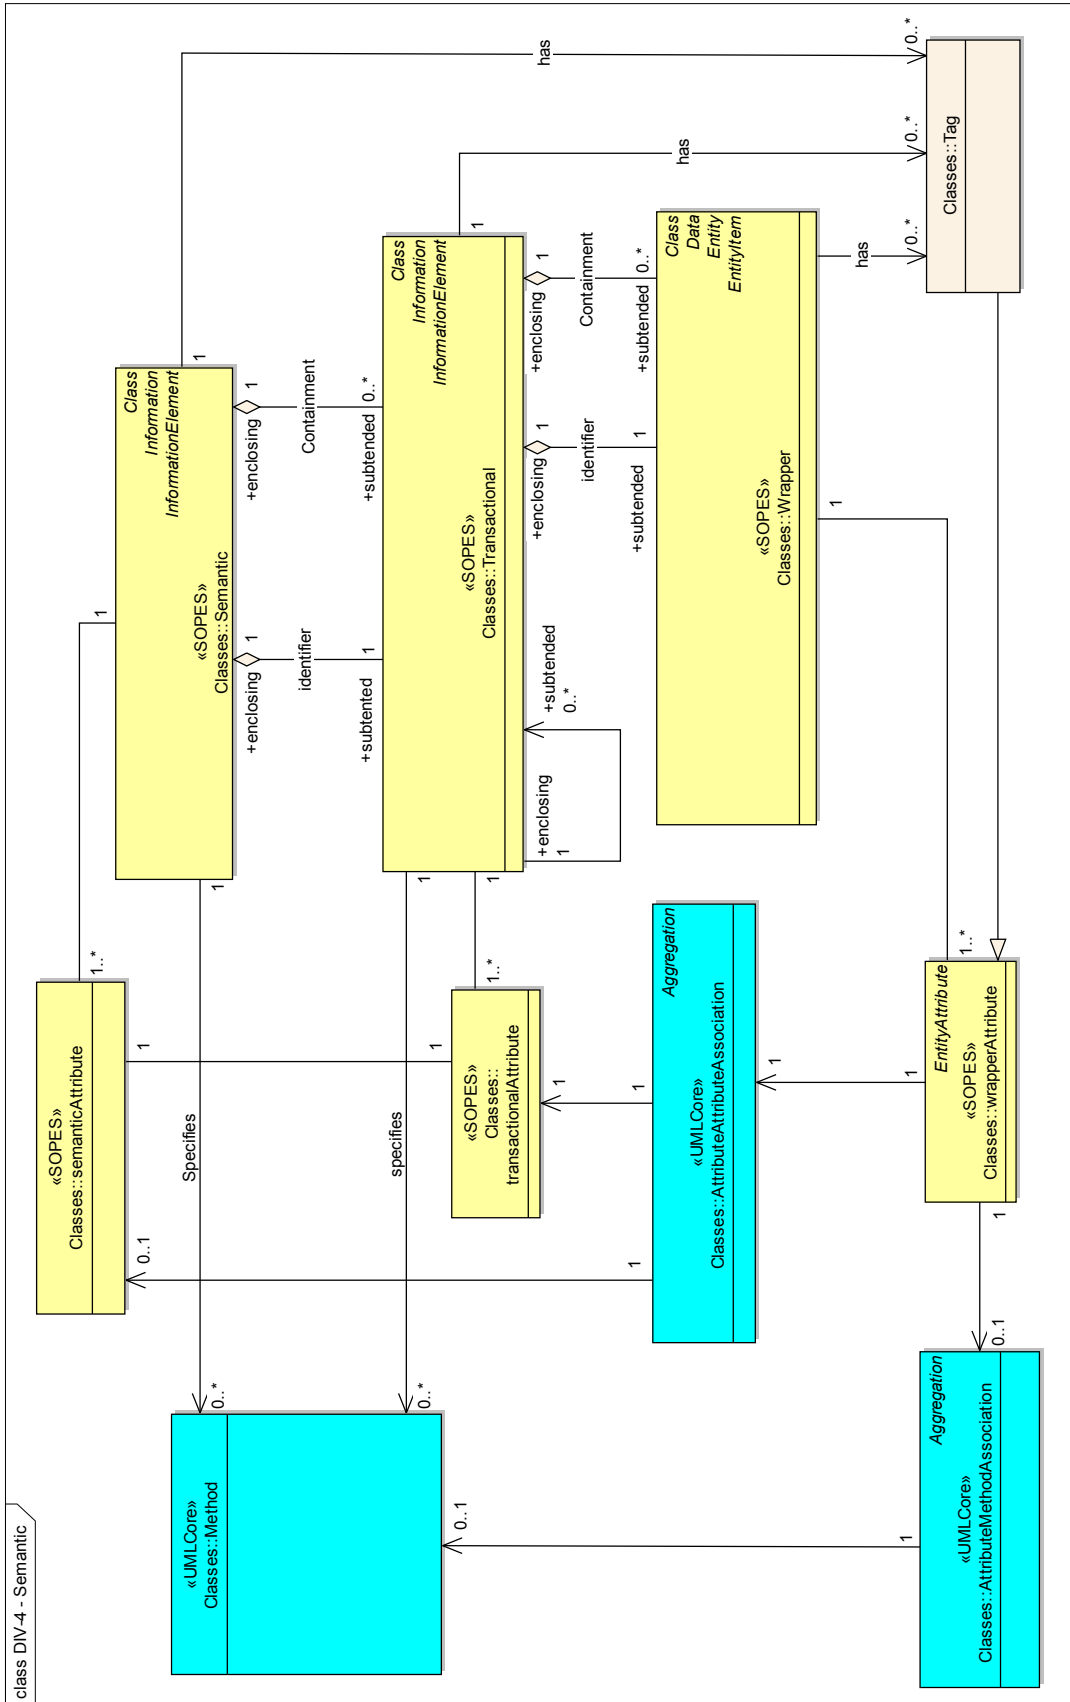 class DIV-4 - Semantic
«UMLCore»
Classes::Method
0..*
0..*
0..1
Specifies
specifies
«SOPES»
Classes::semanticAttribute
1..*
1
0..1
1
Class
Information
InformationElement
«SOPES»
Classes::Semantic
1
1
+enclosing
1
identifier
+subtented
1
+enclosing
1
Containment
+subtended
0..*
has
0..*
Class
Information
InformationElement
«SOPES»
Classes::Transactional
1
1
1
+enclosing
1
+subtended
0..*
+enclosing
1
identifier
+subtended
1
+enclosing
1
Containment
+subtended
0..*
has
0..*
«SOPES»
Classes::
transactionalAttribute
1..*
1
1
Class
Data
Entity
EntityItem
«SOPES»
Classes::Wrapper
1
1
has
0..*
Classes::Tag
Aggregation
«UMLCore»
Classes::AttributeAttributeAssociation
1
1
1
EntityAttribute
«SOPES»
Classes::wrapperAttribute
1..*
1
1
0..1
Aggregation
«UMLCore»
Classes::AttributeMethodAssociation
1